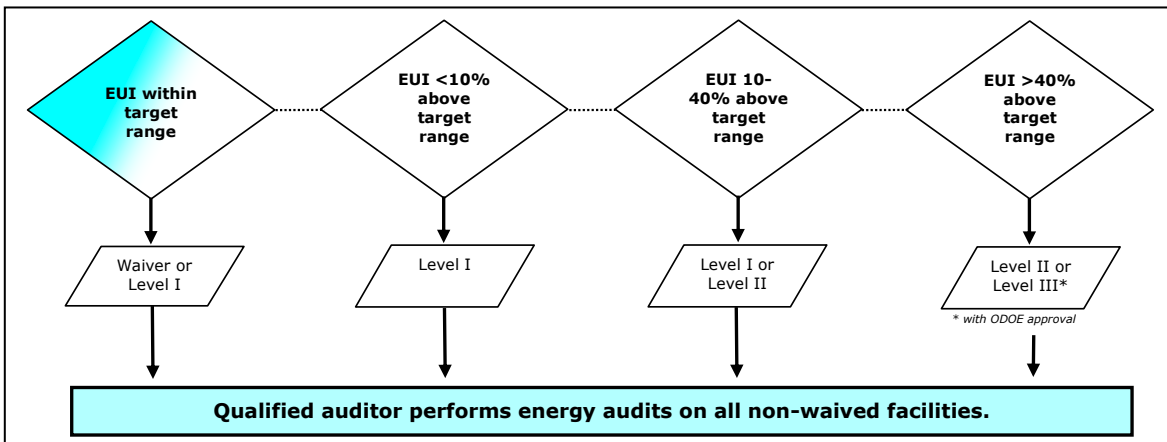 EUI within
target
range
EUI <10%
above
target
range
EUI 10-
40% above
target
range
EUI >40%
above
target
range
Waiver or
Level I
Level I
Level I or
Level II
Level II or
Level III*
* with ODOE approval
Qualified auditor performs energy audits on all non-waived facilities.